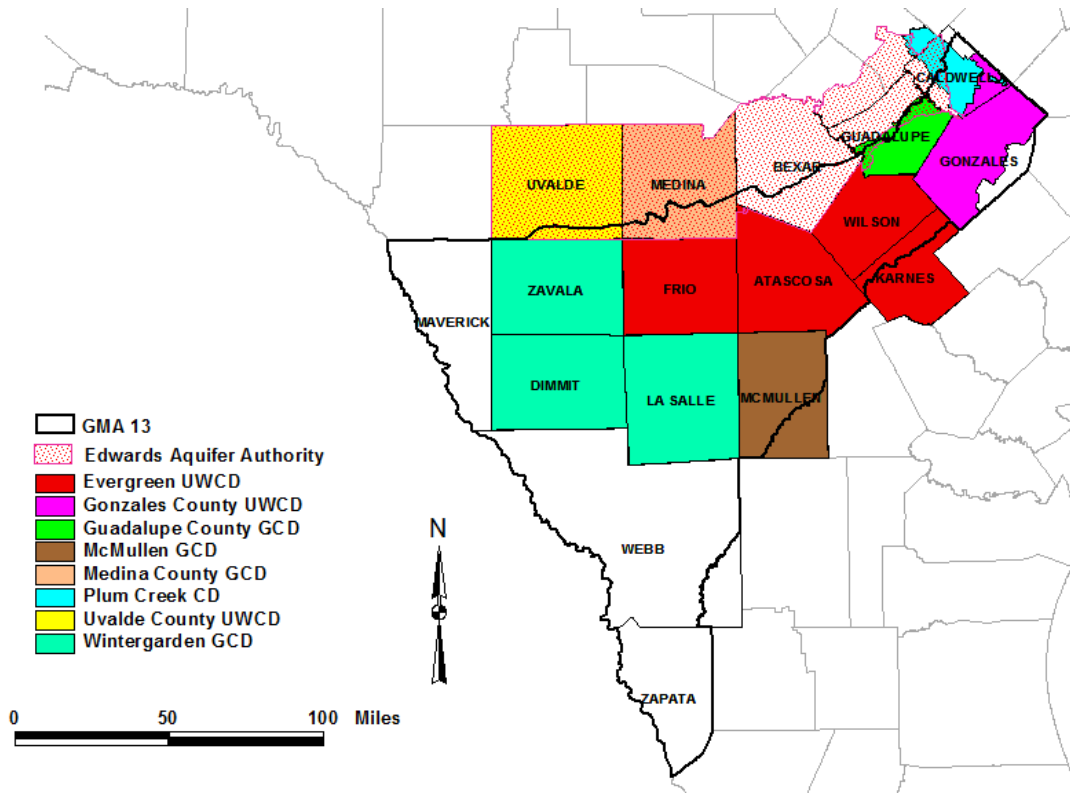 CALDWELL
GUADALUPE
GONZALES
BEXAR
UVALDE
MEDINA
WILSON
ZAVALA
FRIO
ATASCOSA
KARNES
MAVERICK
DIMMIT
LA SALLE
MCMULLEN
WEBB
ZAPATA
GMA 13
Edwards Aquifer Authority
Evergreen UWCD
Gonzales County UWCD
Guadalupe County GCD
McMullen GCD
Medina County GCD
Plum Creek CD
Uvalde County UWCD
Wintergarden GCD
N
0 50 100 Miles